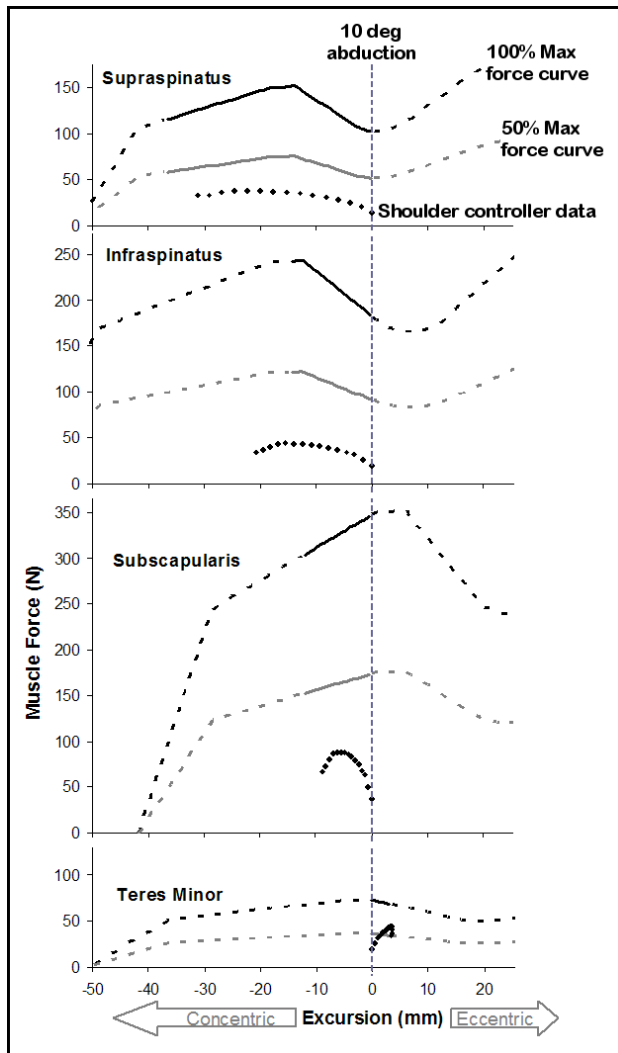 10 deg
abduction
Supraspinatus
100% Max
force curve
50% Max
force curve
Shoulder controller data
150
100
50
0
Infraspinatus
250
200
150
100
50
0
Subscapularis
350
300
250
200
150
100
50
0
Muscle Force (N)
Teres Minor
100
50
0
-50 -40 -30 -20 -10 0 10 20
Concentric Excursion (mm) Eccentric